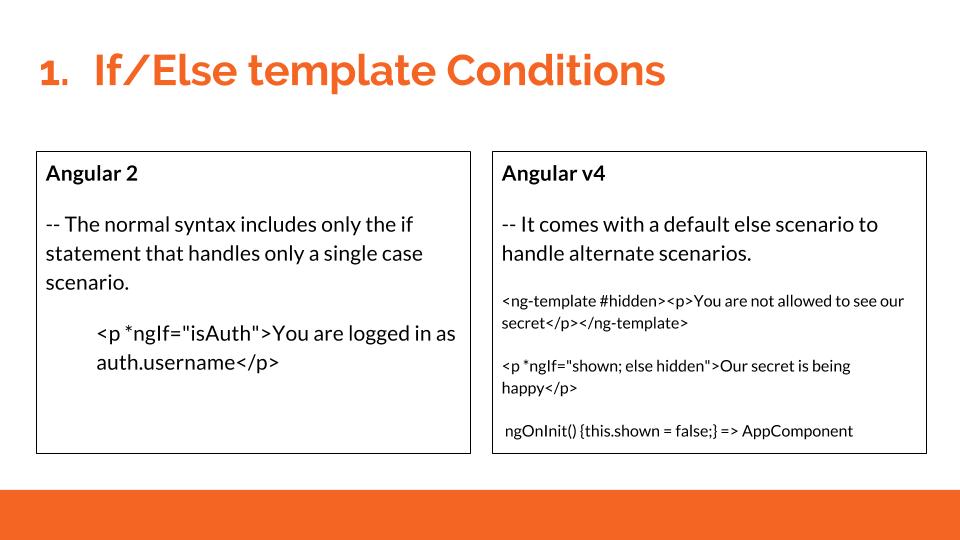 1. If/Else template Conditions
Angular 2
-- The normal syntax includes only the if
statement that handles only a single case
scenario.
<p *ngIf="isAuth">You are logged in as
auth.username</p>
Angular v4
-- It comes with a default else scenario to
handle alternate scenarios.
<ng-template #hidden><p>You are not allowed to see our
secret</p></ng-template>
<p *ngIf="shown; else hidden">Our secret is being
happy</p>
ngOnInit() {this.shown = false;} => AppComponent